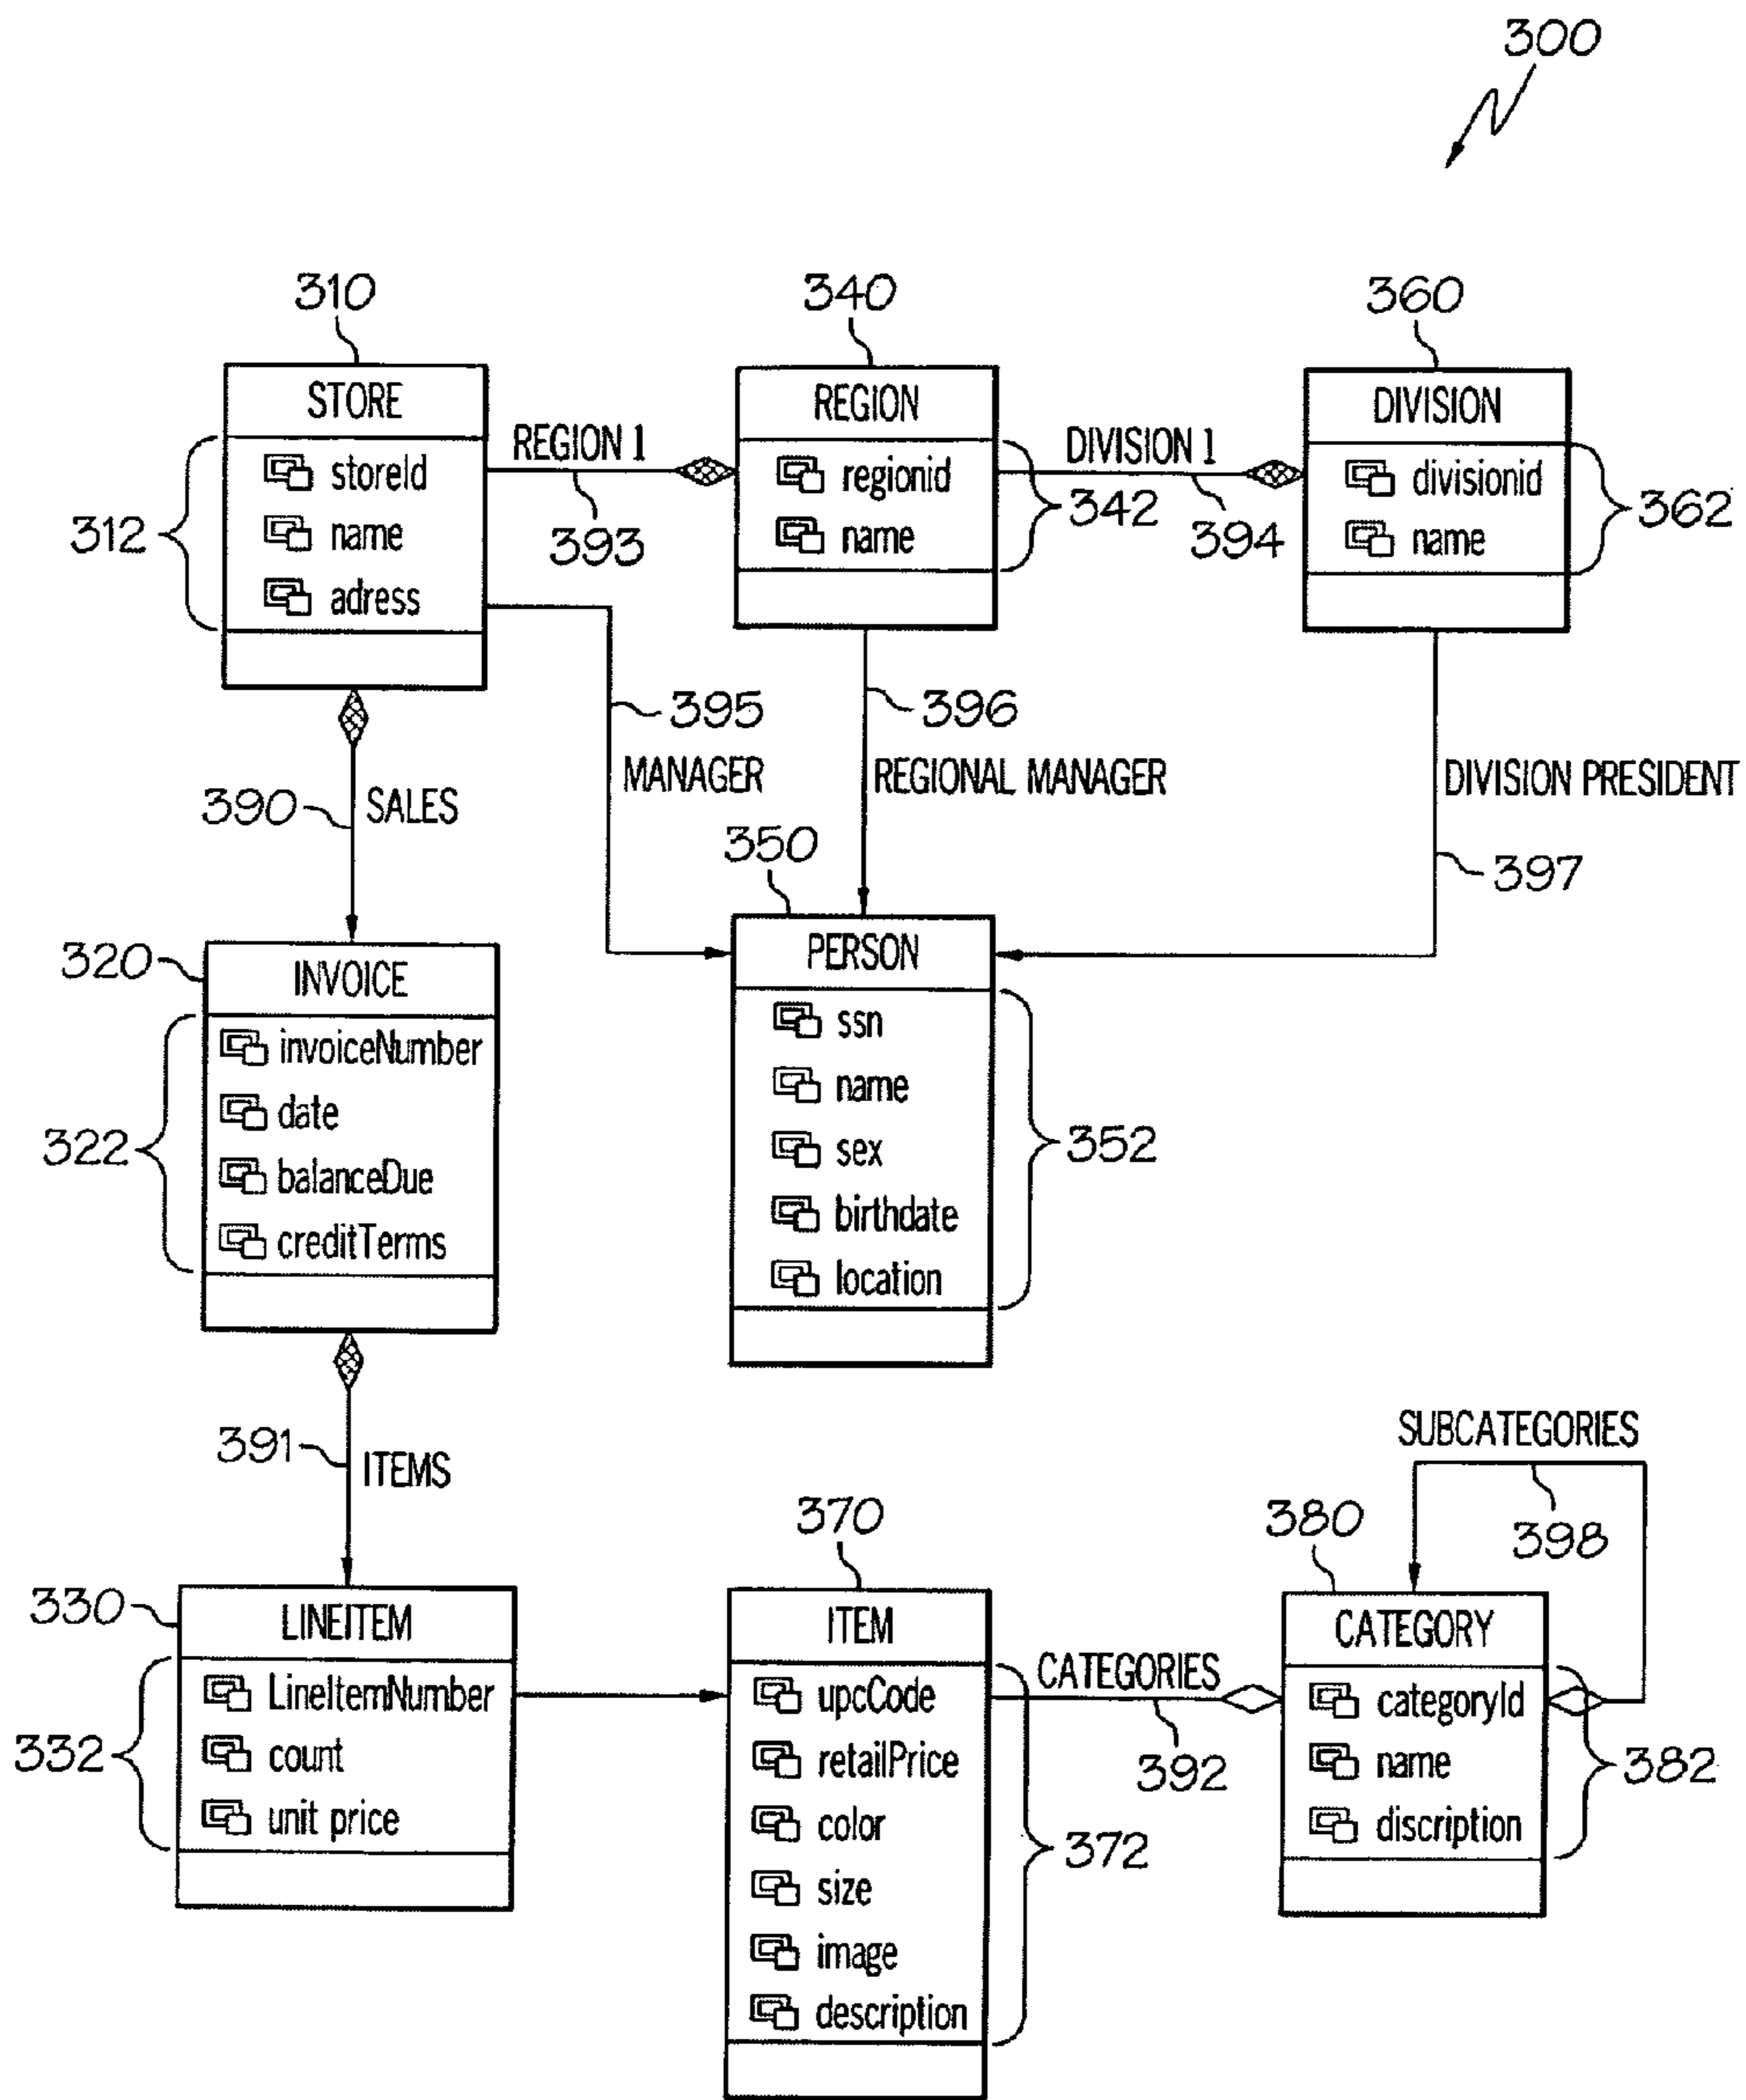 300
310
340
360
STORE
REGION
DIVISION
REGION 1
DIVISION 1
storeId
name
adress
312
393
regionid
name
342
394
divisionid
name
362
395
396
MANAGER
REGIONAL MANAGER
DIVISION PRESIDENT
390
SALES
350
397
320
INVOICE
PERSON
invoiceNumber
date
balanceDue
creditTerms
322
ssn
name
sex
birthdate
location
352
391
ITEMS
SUBCATEGORIES
398
370
380
330
LINEITEM
ITEM
CATEGORY
CATEGORIES
LineItemNumber
count
unit price
332
upcCode
retailPrice
color
size
image
description
372
392
categoryId
name
discription
382